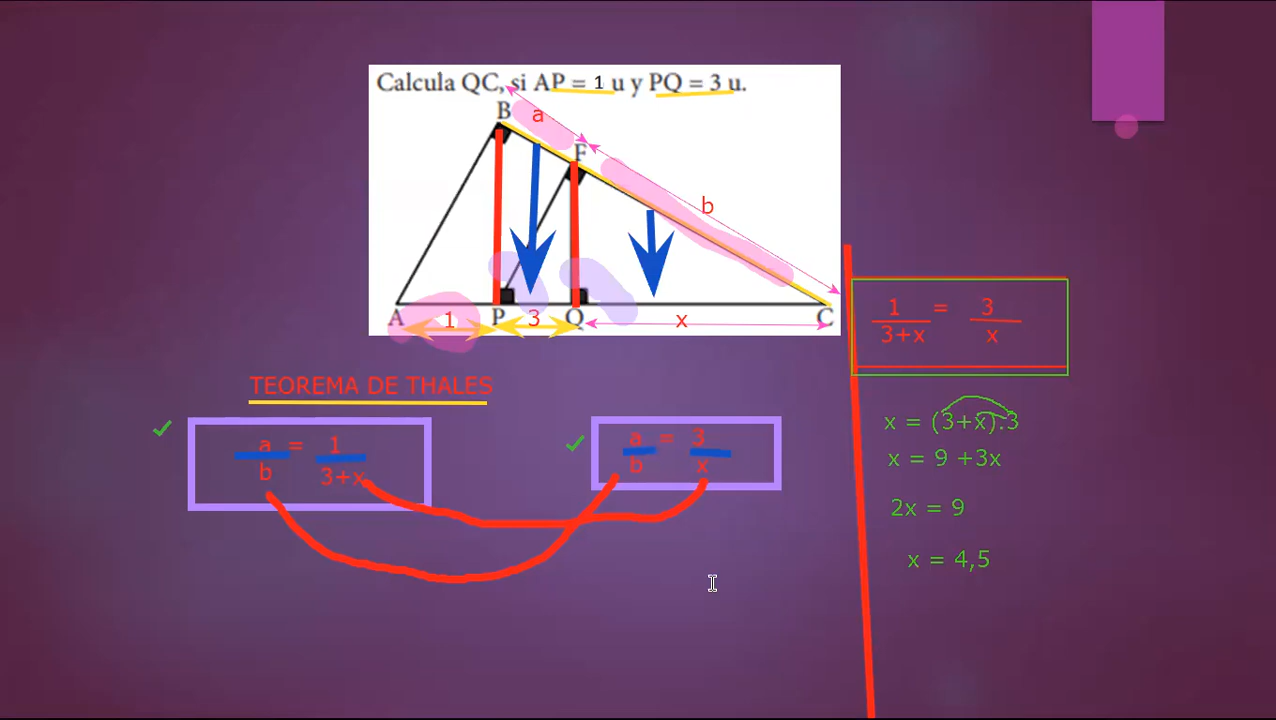 Calcula QC, si AP = 1 u y PQ = 3 u.
B
a
F
b
A
1
P
3
Q
x
C
TEOREMA DE THALES
a/b = 1/3+x
a/b = 3/x
1/3+x = 3/x
x = (3+x).3
x = 9 +3x
2x = 9
x = 4,5